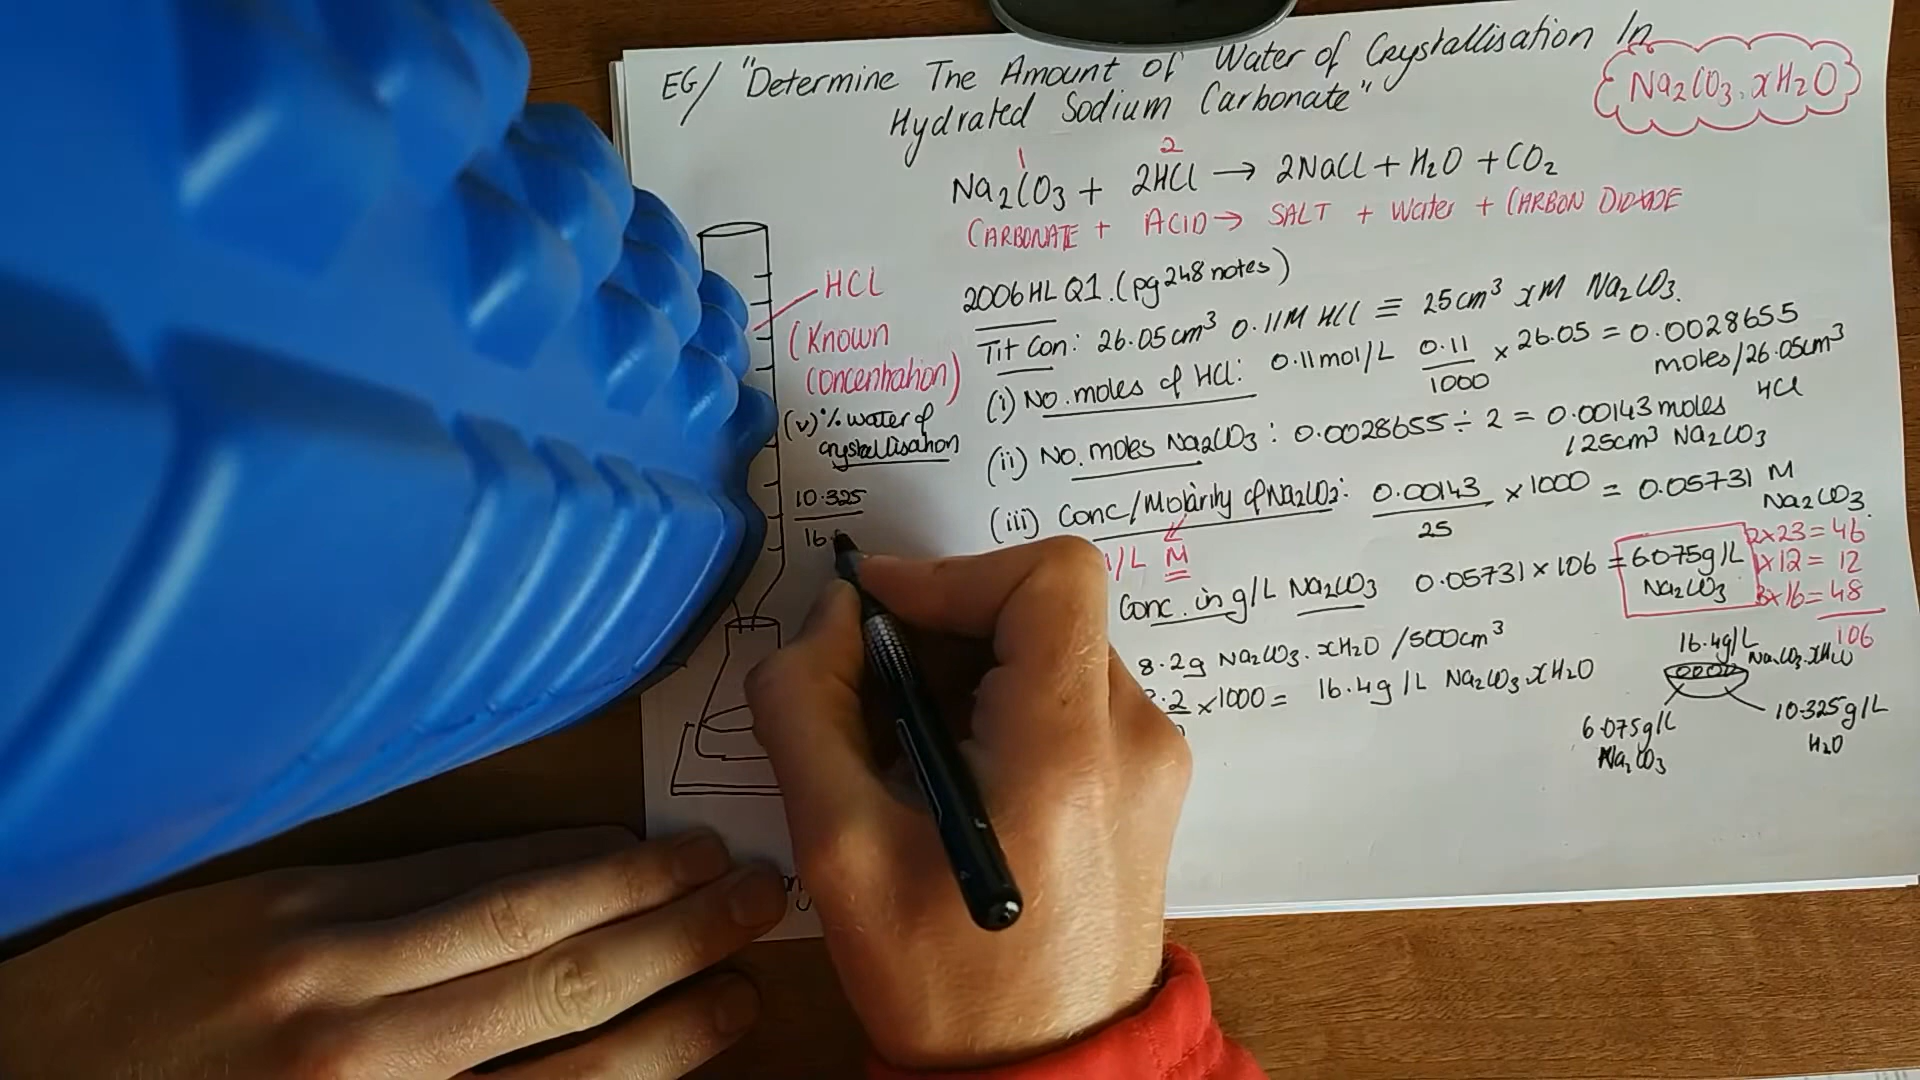 EG/ "Determine The Amount of Water of Crystallisation In
Hydrated Sodium Carbonate"
Na2CO3.xH2O
1 2
Na2CO3 + 2HCl → 2NaCl + H2O + CO2
CARBONATE + ACID → SALT + Water + CARBON DIOXIDE
HCL
(Known
Concentration)
(v) % water of
crystallisation
10.325
16.
2006 HL Q1. (pg 248 notes)
Tit Con: 26.05cm3 0.11M HCl ≡ 25cm3 xM Na2CO3.
(i) No. moles of HCl: 0.11mol/L 0.11/1000 × 26.05 = 0.0028655
moles/26.05cm3
HCl
(ii) No. moles Na2CO3: 0.0028655 ÷ 2 = 0.00143 moles
/25cm3 Na2CO3
(iii) Conc/Molarity of Na2CO2: 0.00143/25 × 1000 = 0.05731 M
Na2CO3.
/L M
Conc. in g/L Na2CO3 0.05731 × 106 = 6.075g/L
Na2CO3
2×23 = 46
1×12 = 12
3×16 = 48
106
8.2g Na2CO3.xH2O /500cm3
.2 ×1000 = 16.4g/L Na2CO3.xH2O
16.4g/L
Na2CO3.xH2O
6.075g/L
Na2CO3
10.325g/L
H2O